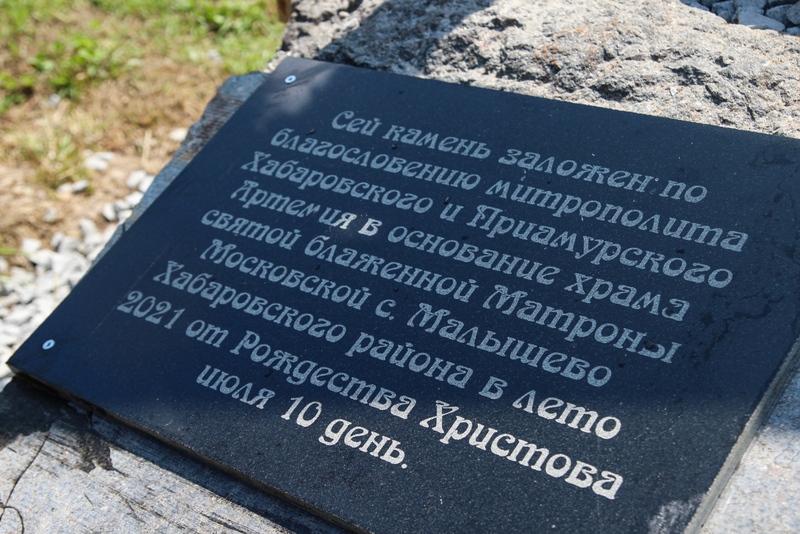 Сей камень заложен по
благословению митрополита
Хабаровского и Приамурского
Артемия в основание храма
святой блаженной Матроны
Московской с. Малышево
Хабаровского района в лето
2021 от Рождества Христова
июля 10 день.